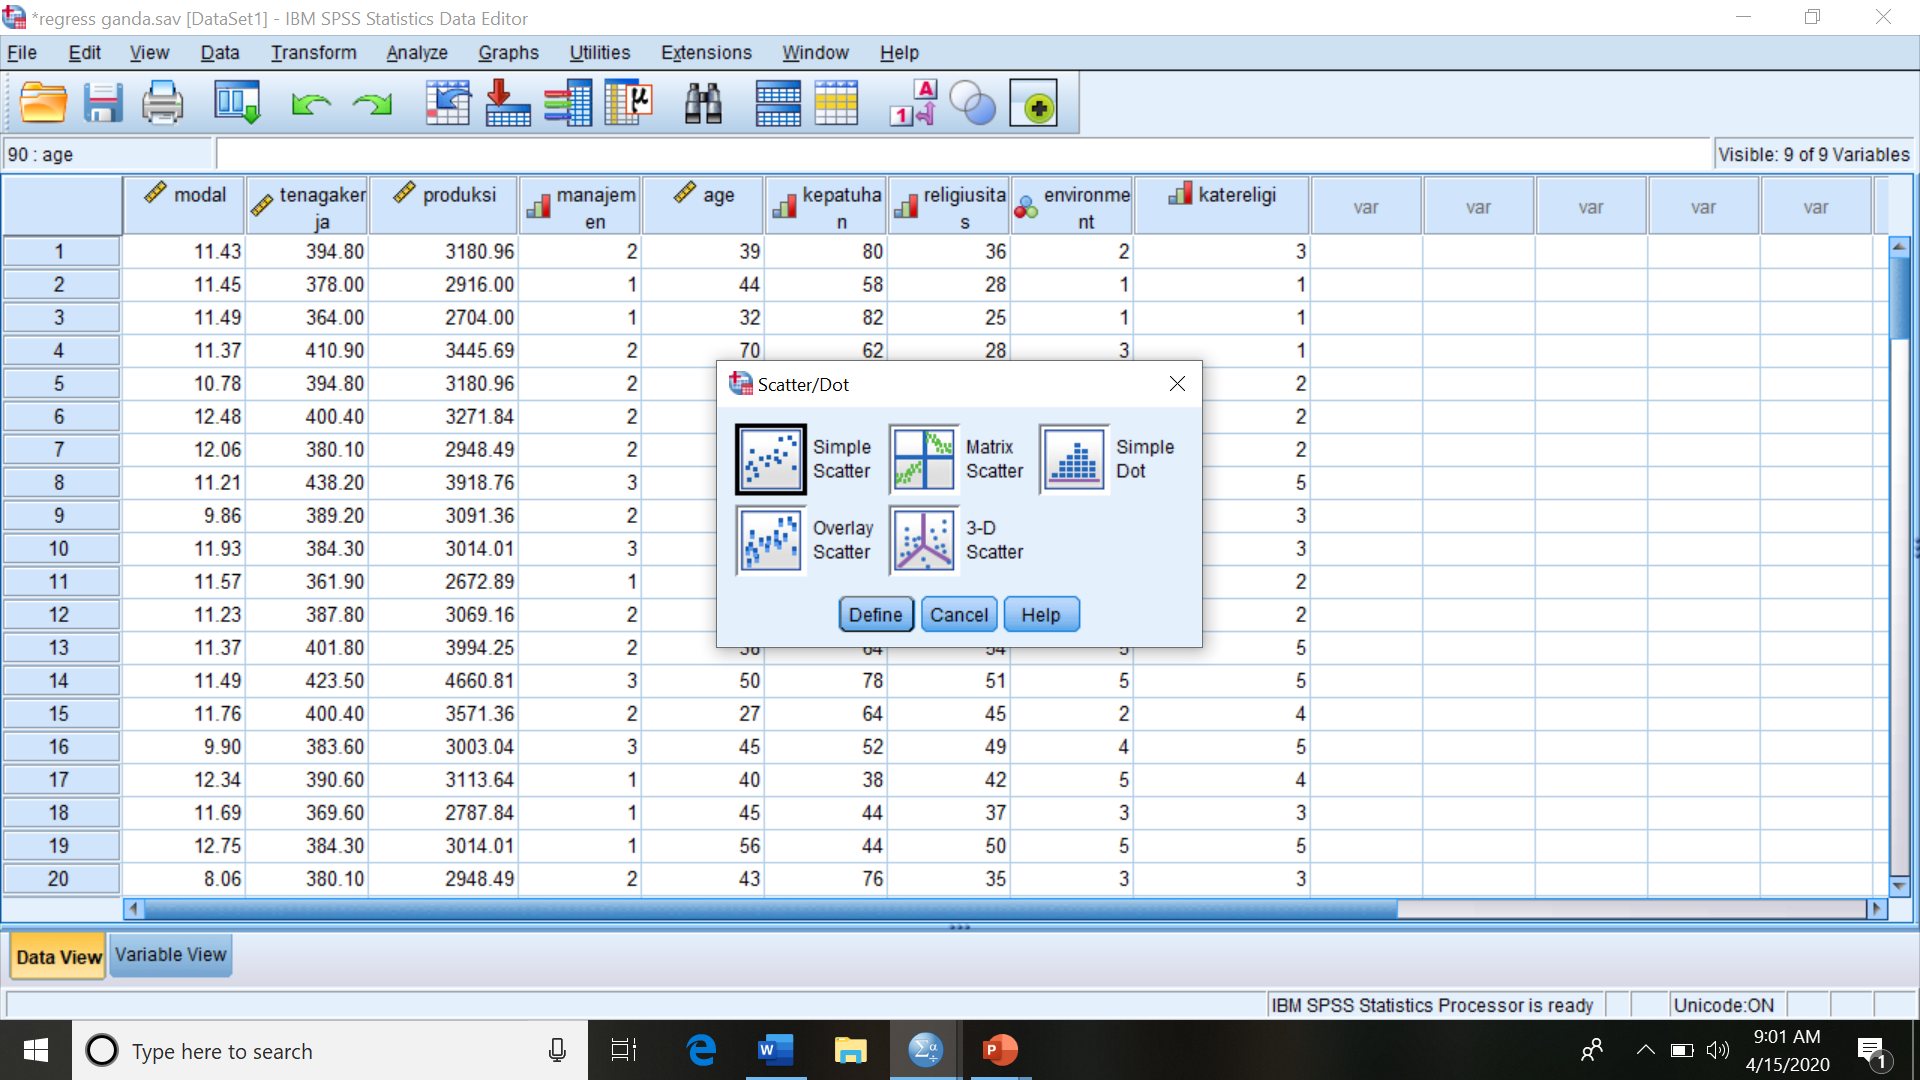 *regress ganda.sav [DataSet1] - IBM SPSS Statistics Data Editor
File Edit View Data Transform Analyze Graphs Utilities Extensions Window Help
90 : age
Visible: 9 of 9 Variables
modal tenagakerja produksi manajemen age kepatuhan religiusitas environment katereligi var var var var var
1 11.43 394.80 3180.96 2 39 80 36 2 3
2 11.45 378.00 2916.00 1 44 58 28 1 1
3 11.49 364.00 2704.00 1 32 82 25 1 1
4 11.37 410.90 3445.69 2 70 62 28 3 1
5 10.78 394.80 3180.96 2 2
6 12.48 400.40 3271.84 2 2
7 12.06 380.10 2948.49 2 2
8 11.21 438.20 3918.76 3 5
9 9.86 389.20 3091.36 2 3
10 11.93 384.30 3014.01 3 3
11 11.57 361.90 2672.89 1 2
12 11.23 387.80 3069.16 2 2
13 11.37 401.80 3994.25 2 64 54 5 5
14 11.49 423.50 4660.81 3 50 78 51 5 5
15 11.76 400.40 3571.36 2 27 64 45 2 4
16 9.90 383.60 3003.04 3 45 52 49 4 5
17 12.34 390.60 3113.64 1 40 38 42 5 4
18 11.69 369.60 2787.84 1 45 44 37 3 3
19 12.75 384.30 3014.01 1 56 44 50 5 5
20 8.06 380.10 2948.49 2 43 76 35 3 3
Scatter/Dot
Simple Scatter
Matrix Scatter
Simple Dot
Overlay Scatter
3-D Scatter
Define Cancel Help
Data View Variable View
IBM SPSS Statistics Processor is ready
Unicode:ON
Type here to search
9:01 AM
4/15/2020
1